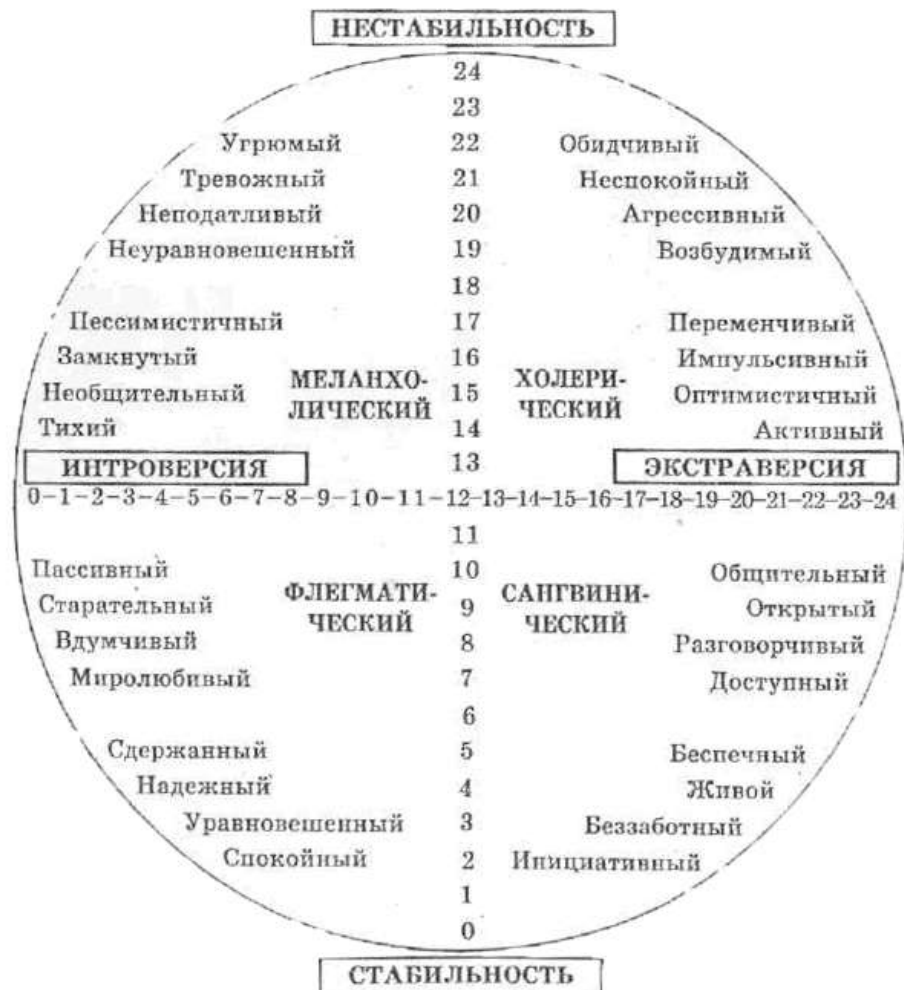 НЕСТАБИЛЬНОСТЬ
24
23
Угрюмый 22 Обидчивый
Тревожный 21 Неспокойный
Неподатливый 20 Агрессивный
Неуравновешенный 19 Возбудимый
18
Пессимистичный 17 Переменчивый
Замкнутый 16 Импульсивный
МЕЛАНХО- ХОЛЕРИ-
Необщительный 15 Оптимистичный
ЛИЧЕСКИЙ ЧЕСКИЙ
Тихий 14 Активный
ИНТРОВЕРСИЯ 13 ЭКСТРАВЕРСИЯ
0–1–2–3–4–5–6–7–8–9–10–11–12–13–14–15–16–17–18–19–20–21–22–23–24
11
Пассивный 10 Общительный
ФЛЕГМАТИ- САНГВИНИ-
Старательный 9 Открытый
ЧЕСКИЙ ЧЕСКИЙ
Вдумчивый 8 Разговорчивый
Миролюбивый 7 Доступный
6
Сдержанный 5 Беспечный
Надежный 4 Живой
Уравновешенный 3 Беззаботный
Спокойный 2 Инициативный
1
0
СТАБИЛЬНОСТЬ